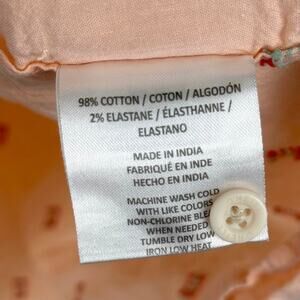 98% COTTON / COTON / ALGODÓN
2% ELASTANE / ÉLASTHANNE /
ELASTANO
MADE IN INDIA
FABRIQUÉ EN INDE
HECHO EN INDIA
MACHINE WASH COLD
WITH LIKE COLORS
NON-CHLORINE
WHEN NEEDED
TUMBLE DRY LOW
IRON LOW HEAT